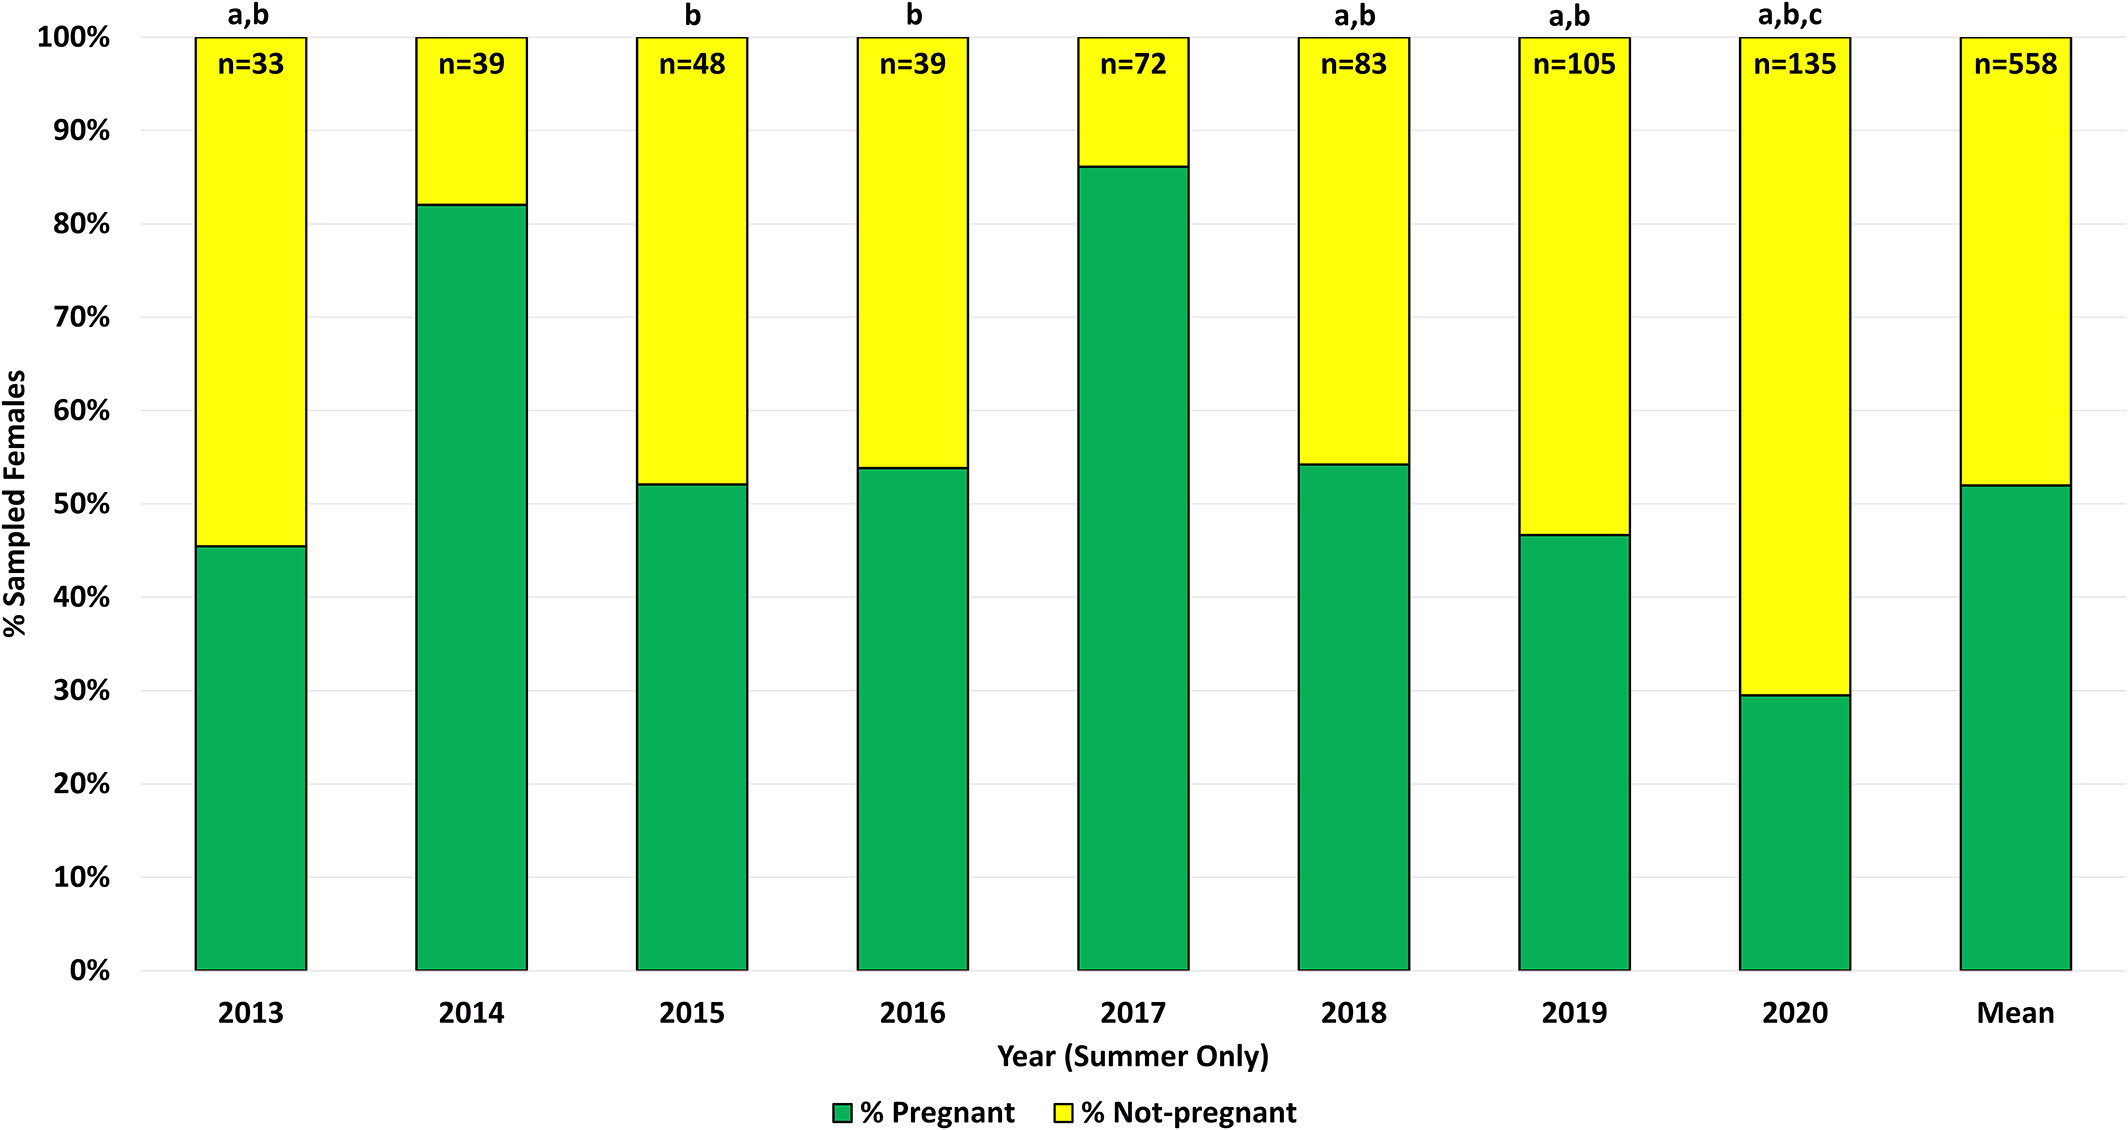 a,b b b a,b a,b a,b,c
100%
n=33 n=39 n=48 n=39 n=72 n=83 n=105 n=135 n=558
90%
80%
70%
60%
50%
40%
30%
20%
10%
0%
% Sampled Females
2013 2014 2015 2016 2017 2018 2019 2020 Mean
Year (Summer Only)
% Pregnant % Not-pregnant